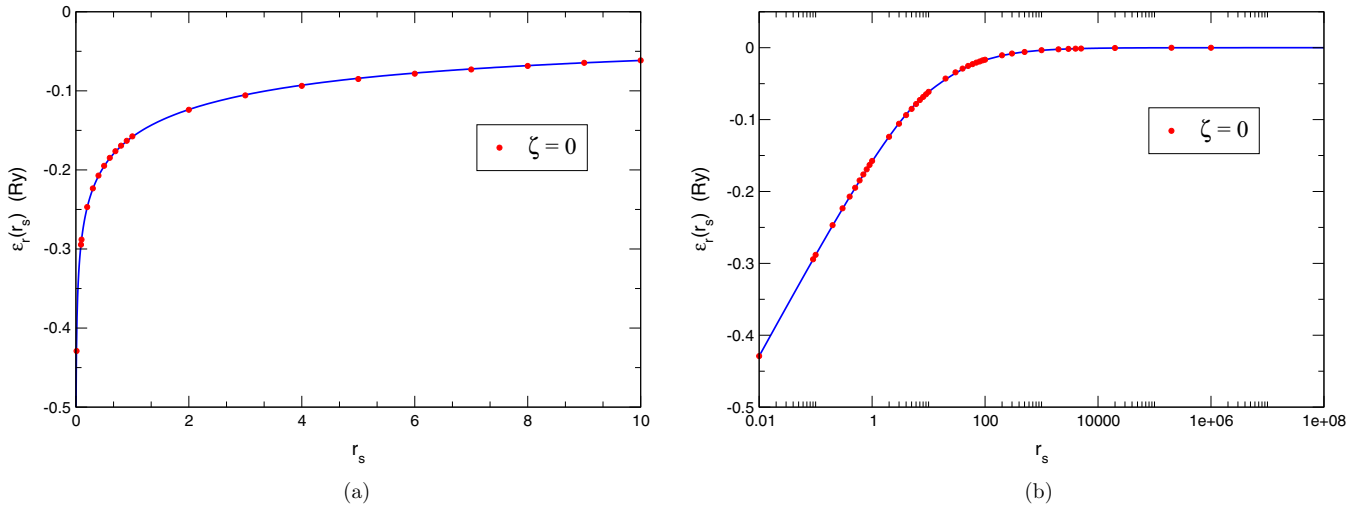 0
-0.1
-0.2
-0.3
-0.4
-0.5
ε_r(r_s) (Ry)
0 2 4 6 8 10
r_s
ζ = 0
(a)
0
-0.1
-0.2
-0.3
-0.4
-0.5
ε_r(r_s) (Ry)
0.01 1 100 10000 1e+06 1e+08
r_s
ζ = 0
(b)